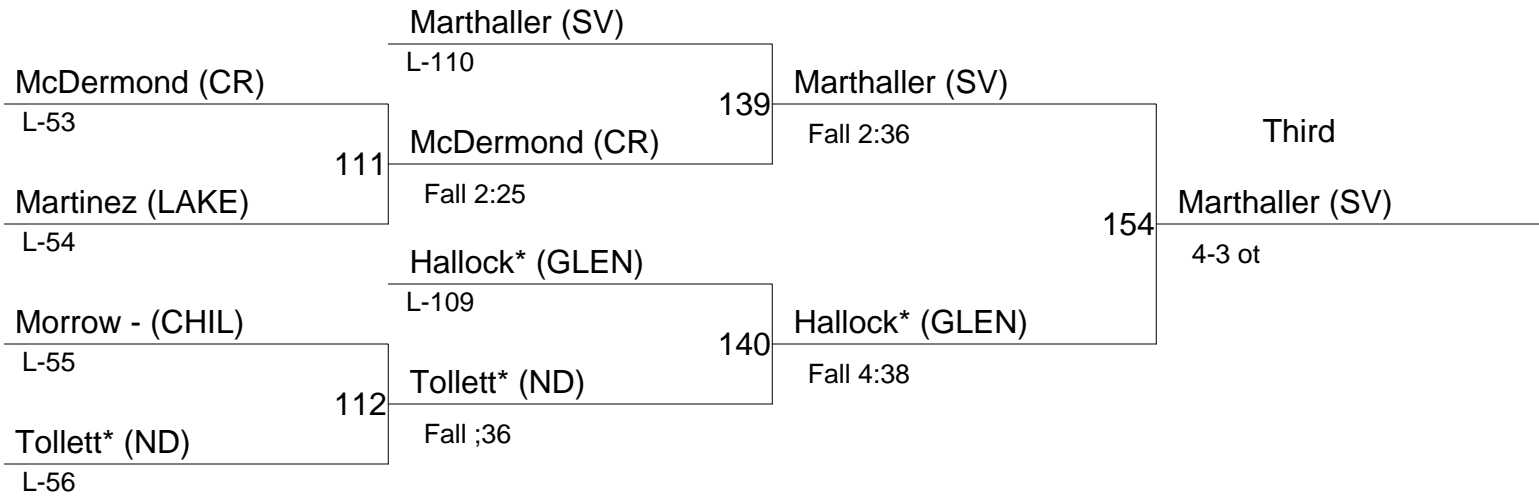 Marthaller (SV)
L-110
McDermond (CR)
L-53
139
Marthaller (SV)
Fall 2:36
Third
111
McDermond (CR)
Fall 2:25
Martinez (LAKE)
L-54
154
Marthaller (SV)
4-3 ot
Hallock* (GLEN)
L-109
Morrow - (CHIL)
L-55
140
Hallock* (GLEN)
Fall 4:38
112
Tollett* (ND)
Fall ;36
Tollett* (ND)
L-56